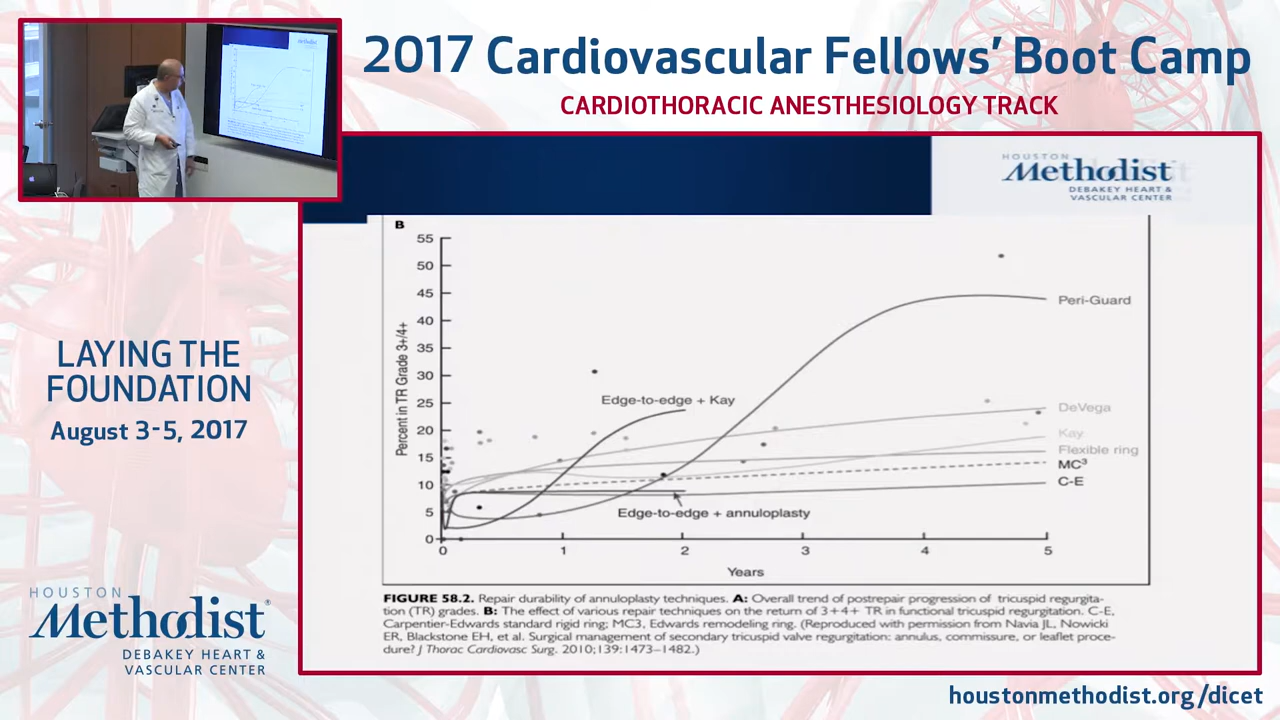 2017 Cardiovascular Fellows' Boot Camp
CARDIOTHORACIC ANESTHESIOLOGY TRACK
Methodist
HOUSTON
Methodist
DEBAKEY HEART &
VASCULAR CENTER
LAYING THE
FOUNDATION
August 3-5, 2017
HOUSTON
Methodist®
DEBAKEY HEART &
VASCULAR CENTER
B
55
50
45
40
35
30
25
20
15
10
5
0
Percent in TR Grade 3+/4+
Peri-Guard
Edge-to-edge + Kay
DeVega
Kay
Flexible ring
MC³
C-E
Edge-to-edge + annuloplasty
0 1 2 3 4 5
Years
FIGURE 58.2. Repair durability of annuloplasty techniques. A: Overall trend of postrepair progression of tricuspid regurgita-
tion (TR) grades. B: The effect of various repair techniques on the return of 3+4+ TR in functional tricuspid regurgitation. C-E,
Carpentier-Edwards standard rigid ring; MC3, Edwards remodeling ring. (Reproduced with permission from Navia JL, Nowicki
ER, Blackstone EH, et al. Surgical management of secondary tricuspid valve regurgitation: annulus, commissure, or leaflet proce-
dure? J Thorac Cardiovasc Surg. 2010;139:1473–1482.)
houstonmethodist.org/dicet